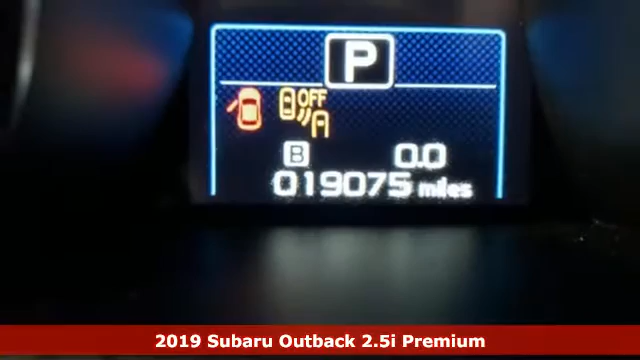 P
OFF
B 0.0
019075 miles
2019 Subaru Outback 2.5i Premium